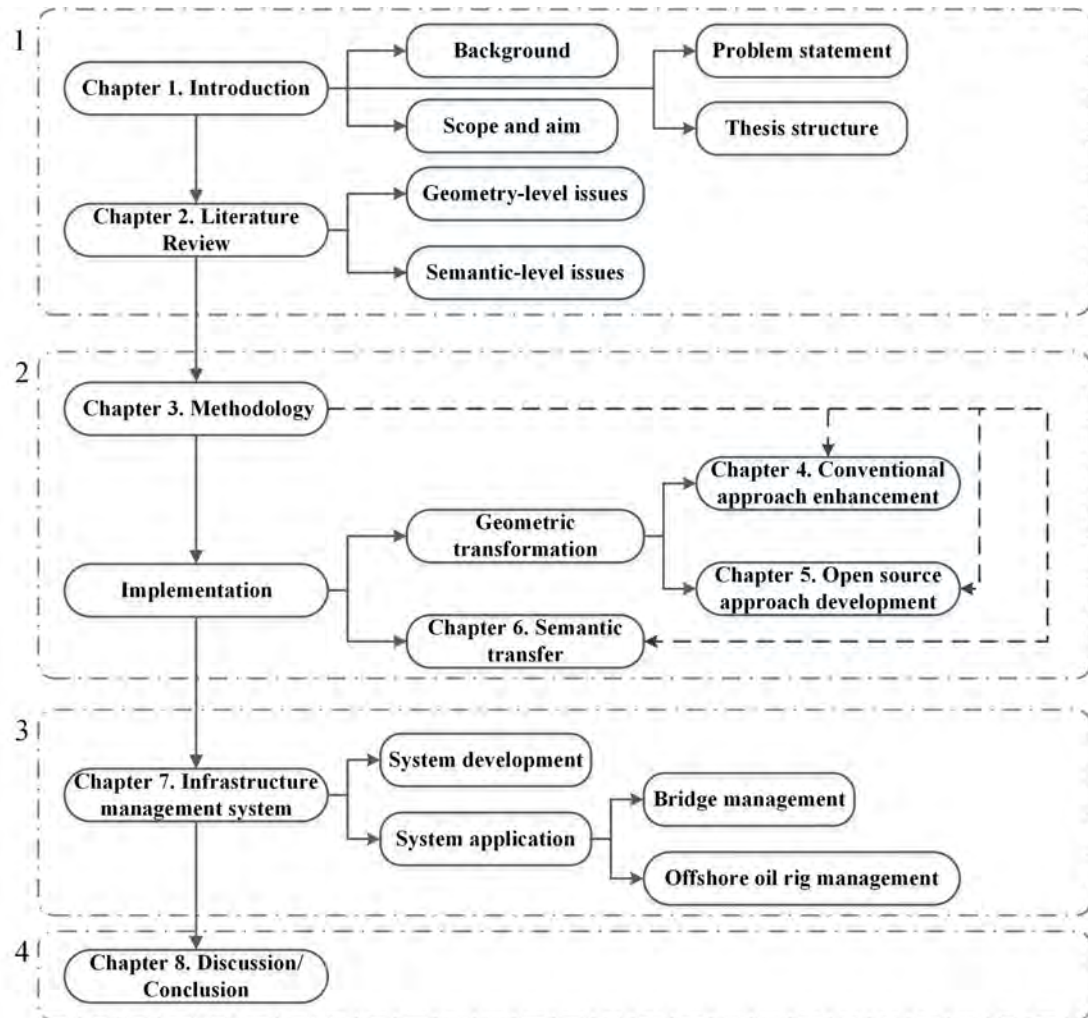 1
Background
Problem statement
Chapter 1. Introduction
Scope and aim
Thesis structure
Geometry-level issues
Chapter 2. Literature
Review
Semantic-level issues
2
Chapter 3. Methodology
Chapter 4. Conventional
approach enhancement
Geometric
transformation
Chapter 5. Open source
approach development
Implementation
Chapter 6. Semantic
transfer
3
System development
Chapter 7. Infrastructure
management system
Bridge management
System application
Offshore oil rig management
4
Chapter 8. Discussion/
Conclusion